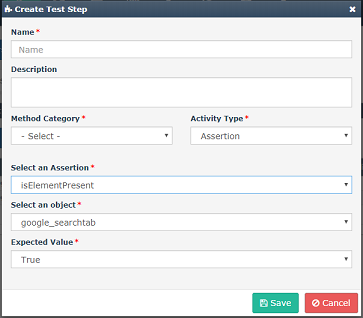 Create Test Step
Name *
Name
Description
Method Category * Activity Type *
- Select - Assertion
Select an Assertion *
isElementPresent
Select an object *
google_searchtab
Expected Value *
True
Save Cancel